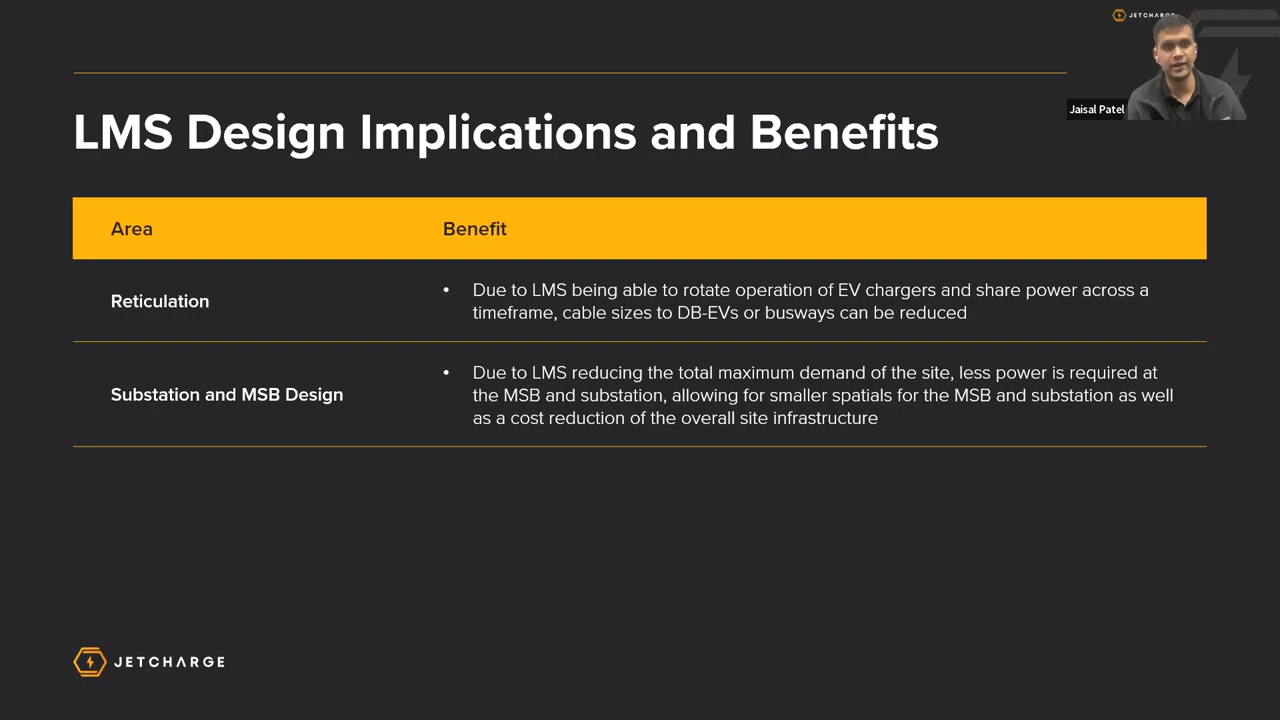 JETCHARGE
Jaisal Patel
LMS Design Implications and Benefits
Area
Benefit
Reticulation
• Due to LMS being able to rotate operation of EV chargers and share power across a
timeframe, cable sizes to DB-EVs or busways can be reduced
Substation and MSB Design
• Due to LMS reducing the total maximum demand of the site, less power is required at
the MSB and substation, allowing for smaller spatials for the MSB and substation as well
as a cost reduction of the overall site infrastructure
JETCHARGE